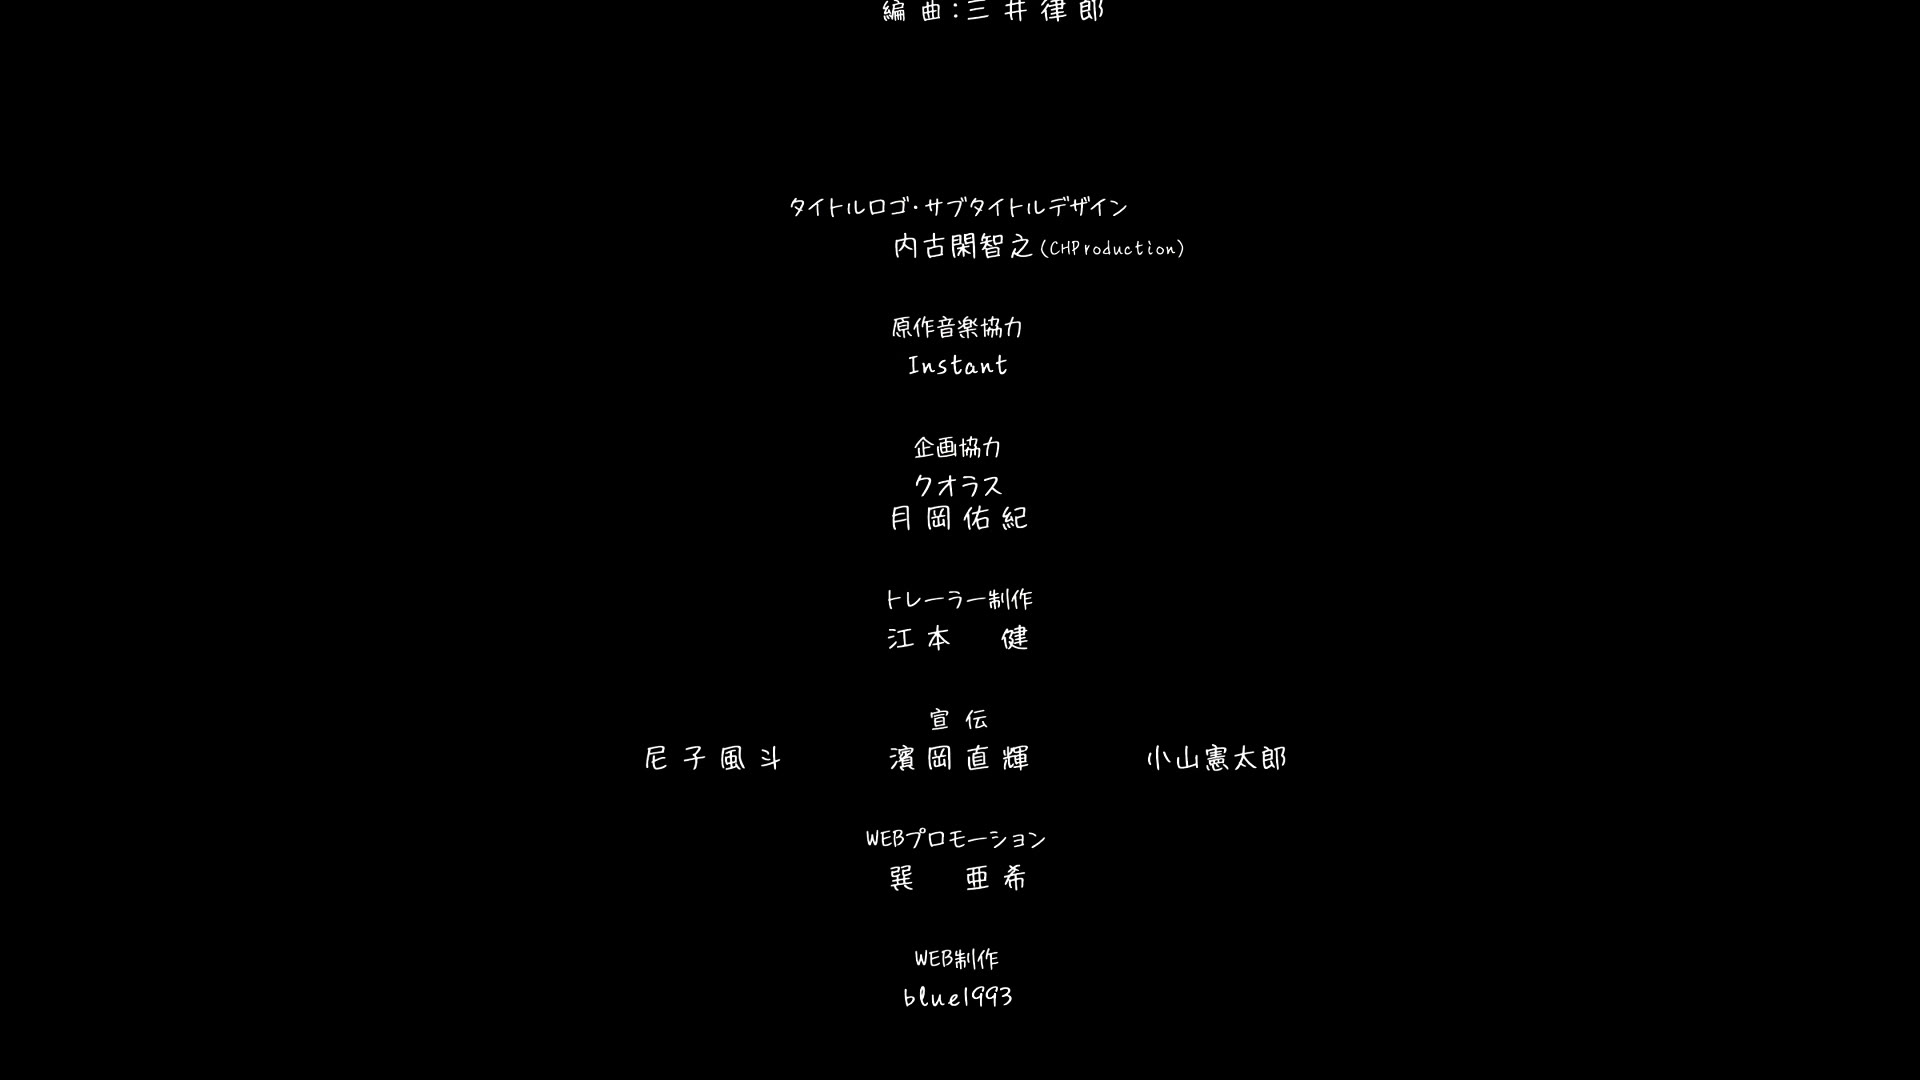 編曲:三井律郎
タイトルロゴ・サブタイトルデザイン
内古閑智之(CHProduction)
原作音楽協力
Instant
企画協力
クオラス
月岡佑紀
トレーラー制作
江本 健
宣伝
尼子風斗 濱岡直輝 小山憲太郎
WEBプロモーション
巽 亜希
WEB制作
blue1993